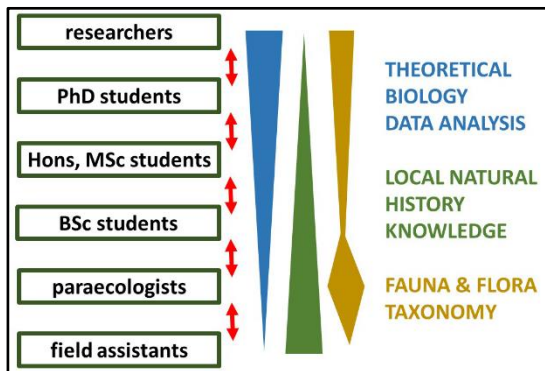 researchers
PhD students
Hons, MSc students
BSc students
paraecologists
field assistants
THEORETICAL
BIOLOGY
DATA ANALYSIS
LOCAL NATURAL
HISTORY
KNOWLEDGE
FAUNA & FLORA
TAXONOMY